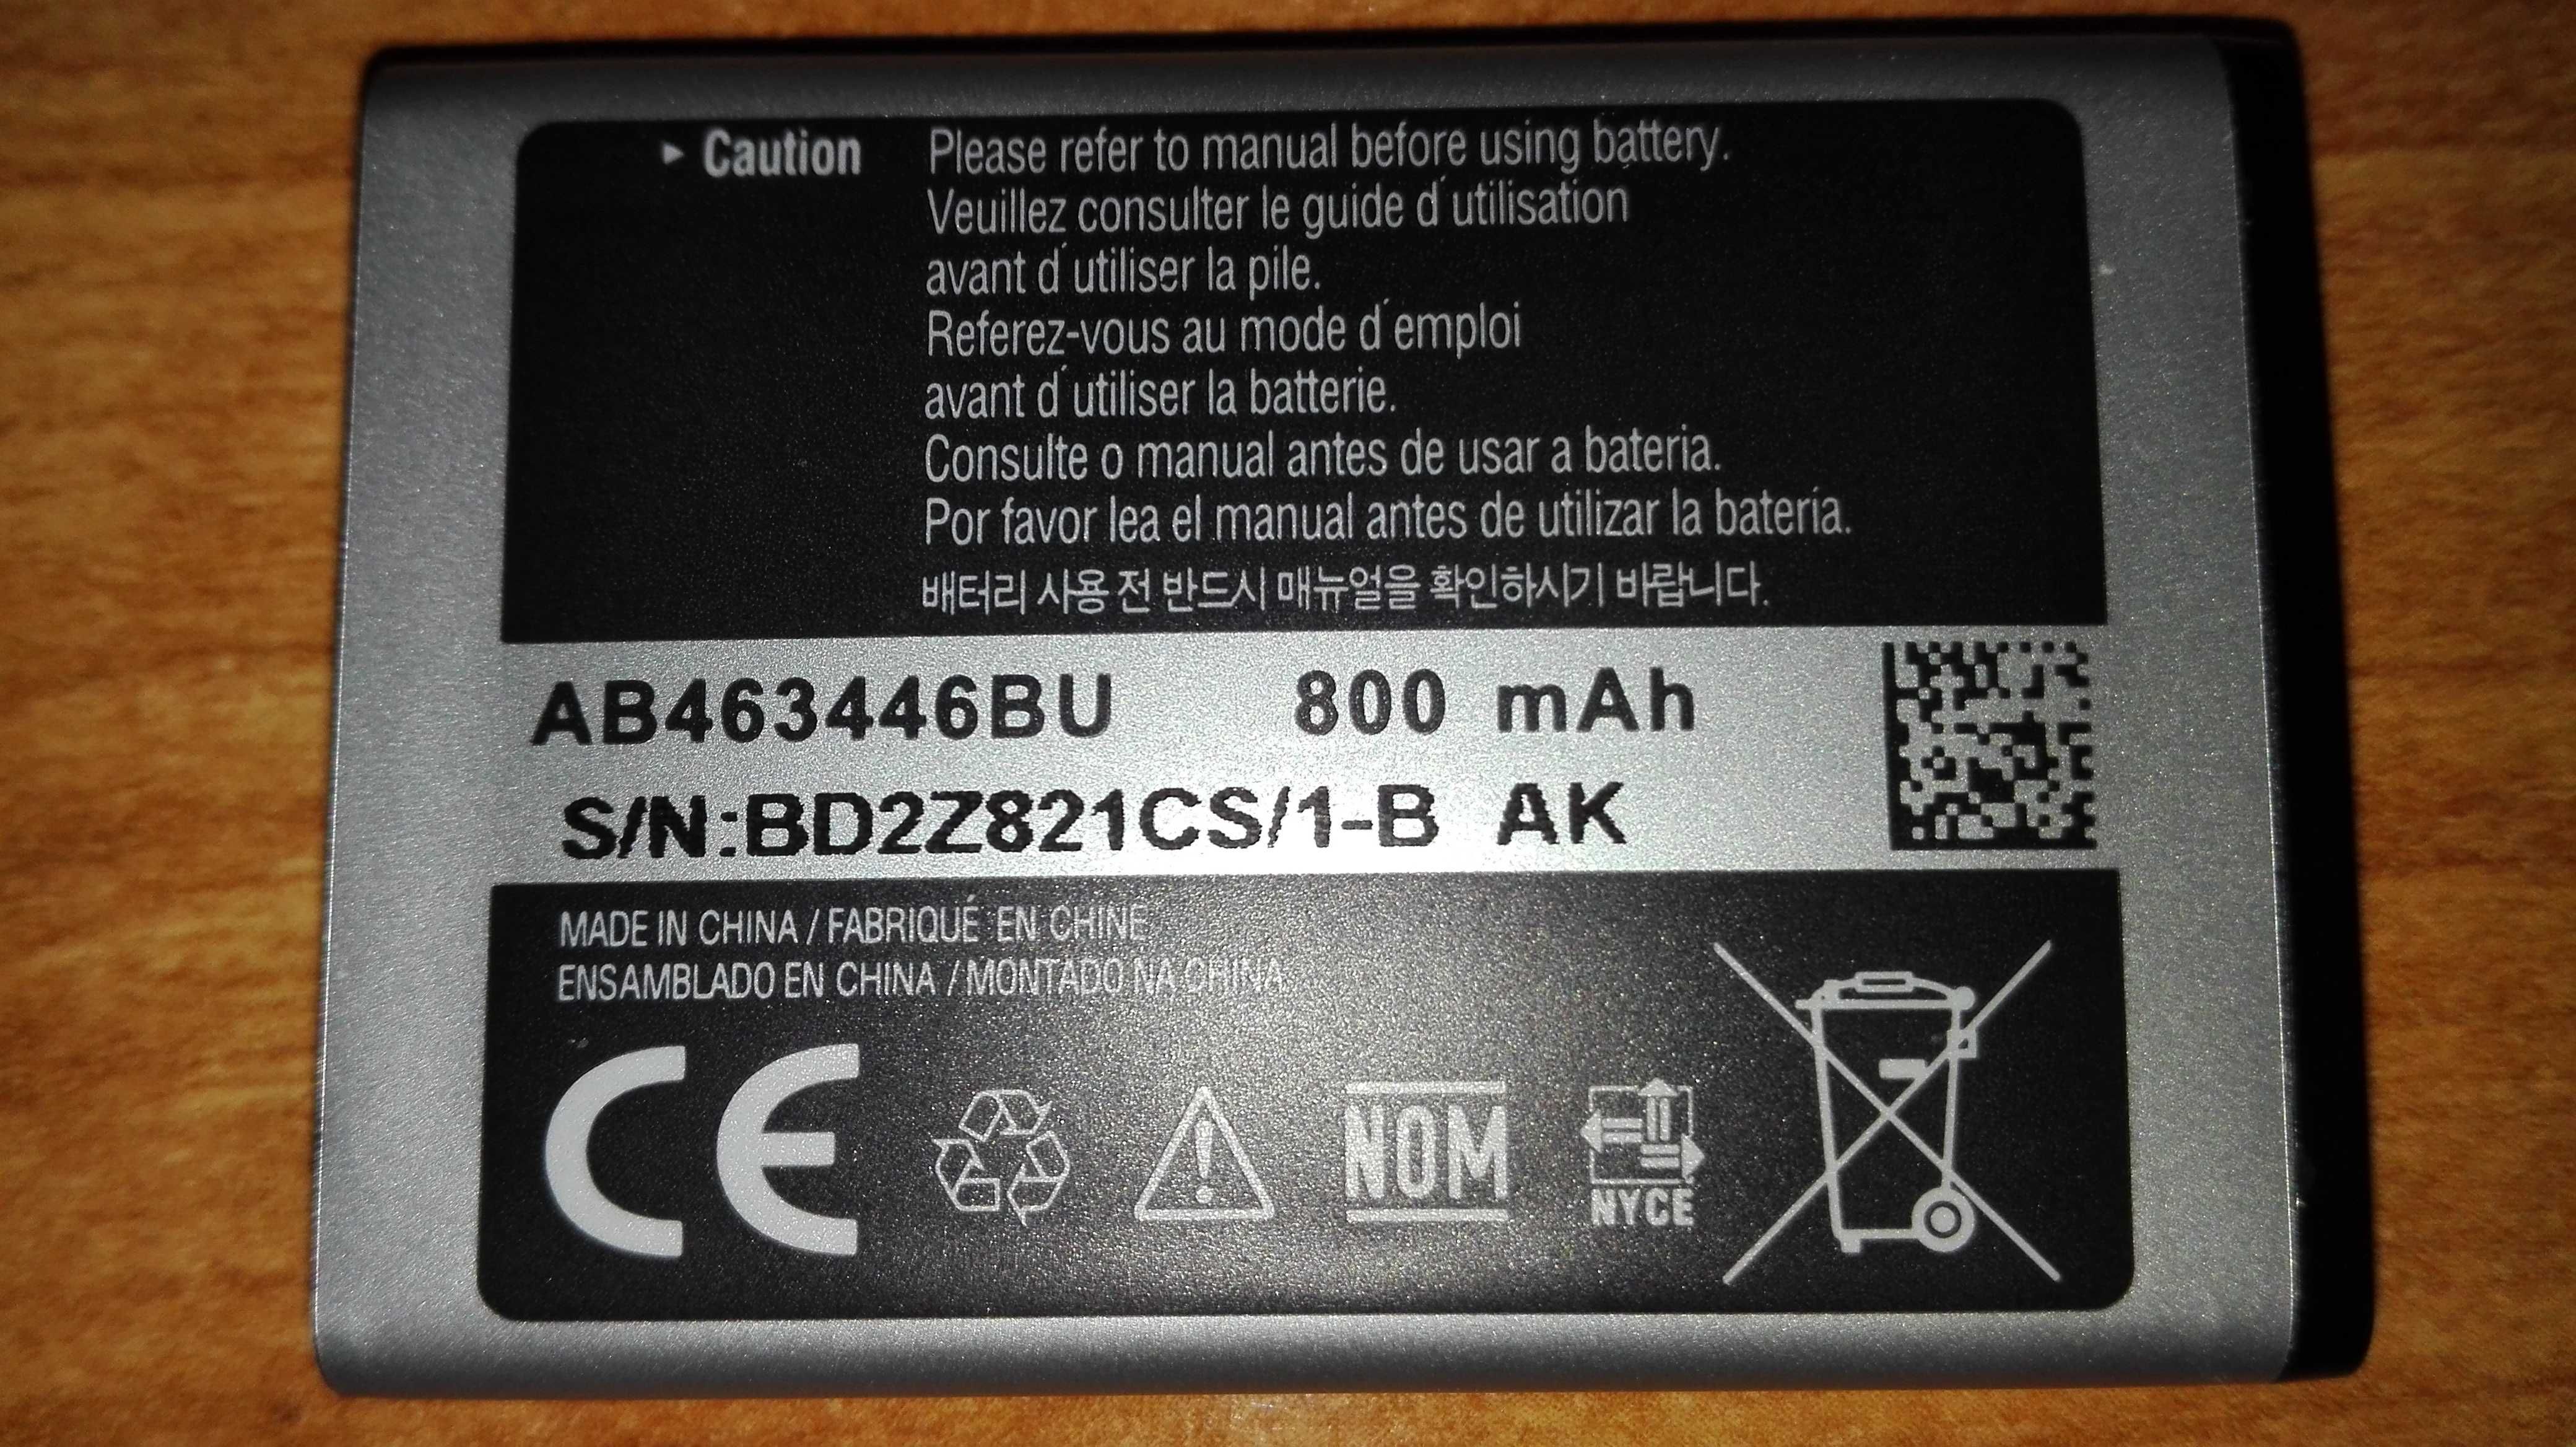 ▸ Caution Please refer to manual before using battery.
Veuillez consulter le guide d´utilisation
avant d´utiliser la pile.
Referez-vous au mode d´emploi
avant d´utiliser la batterie.
Consulte o manual antes de usar a bateria.
Por favor lea el manual antes de utilizar la batería.
배터리 사용 전 반드시 매뉴얼을 확인하시기 바랍니다.
AB463446BU 800 mAh
S/N:BD2Z821CS/1-B AK
MADE IN CHINA / FABRIQUÉ EN CHINE
ENSAMBLADO EN CHINA / MONTADO NA CHINA
CE
NOM
NYCE